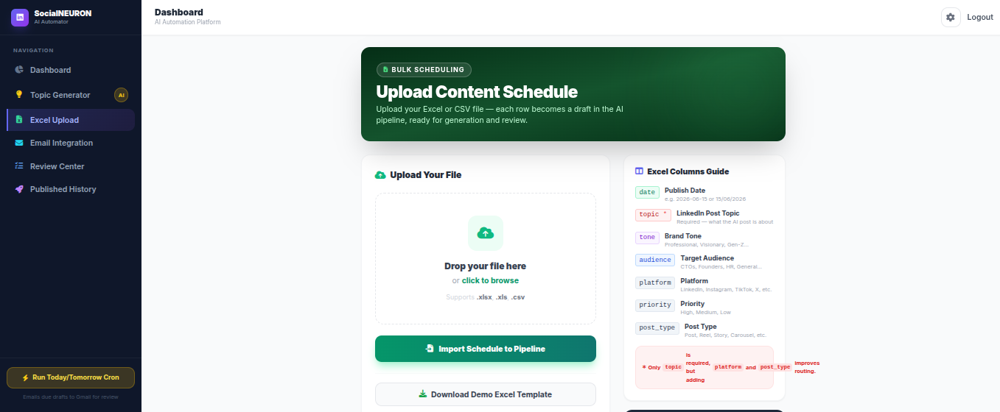 SocialNEURON
AI Automator
NAVIGATION
Dashboard
Topic Generator
AI
Excel Upload
Email Integration
Review Center
Published History
Run Today/Tomorrow Cron
Emails due drafts to Gmail for review
Dashboard
AI Automation Platform
Logout
BULK SCHEDULING
Upload Content Schedule
Upload your Excel or CSV file — each row becomes a draft in the AI
pipeline, ready for generation and review.
Upload Your File
Drop your file here
or click to browse
Supports .xlsx, .xls, .csv
Import Schedule to Pipeline
Download Demo Excel Template
Excel Columns Guide
date
Publish Date
e.g. 2026-06-15 or 15/06/2026
topic *
LinkedIn Post Topic
Required — what the AI post is about
tone
Brand Tone
Professional, Visionary, Gen-Z...
audience
Target Audience
CTOs, Founders, HR, General...
platform
Platform
LinkedIn, Instagram, TikTok, X, etc.
priority
Priority
High, Medium, Low
post_type
Post Type
Post, Reel, Story, Carousel, etc.
* Only topic is required, but adding platform and post_type improves routing.